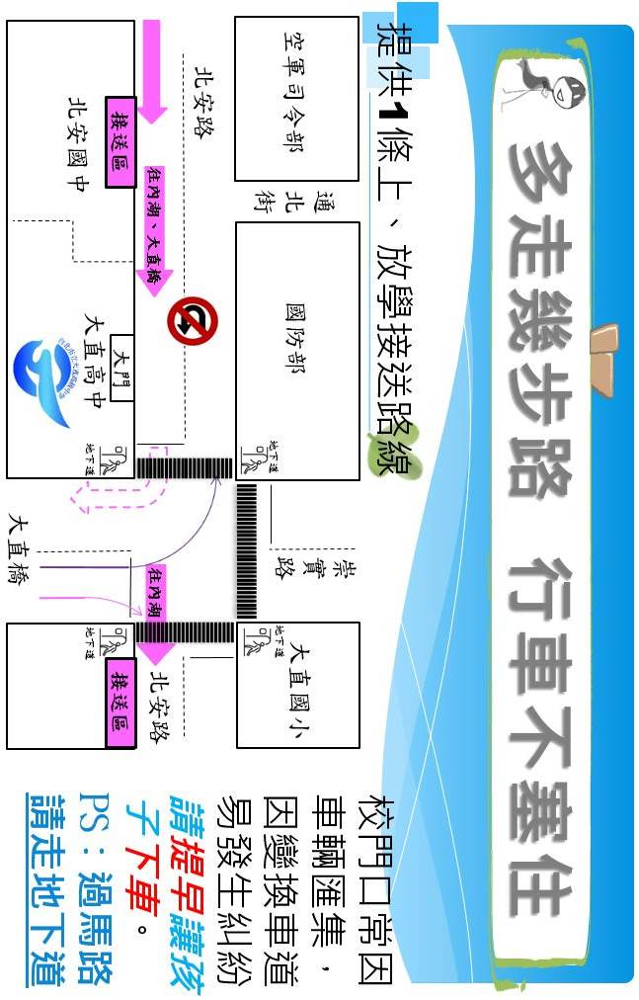 多走幾步路 行車不塞住
提供1條上、放學接送路線
空軍司令部
通北街
國防部
地下道
崇實路
大直國小
地下道
北安路
往內湖、大直橋
往內湖
北安路
接送區
北安國中
大門
大直高中
地下道
大直橋
地下道
接送區
校門口常因
車輛匯集，
因變換車道
易發生糾紛
請提早讓孩
子下車。
PS：過馬路
請走地下道